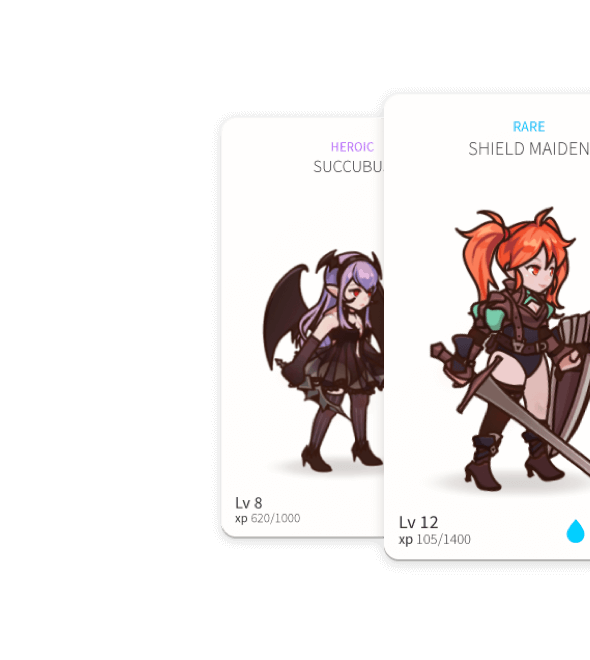 HEROIC
SUCCUBU
Lv 8
xp 620/1000
RARE
SHIELD MAIDEN
Lv 12
xp 105/1400